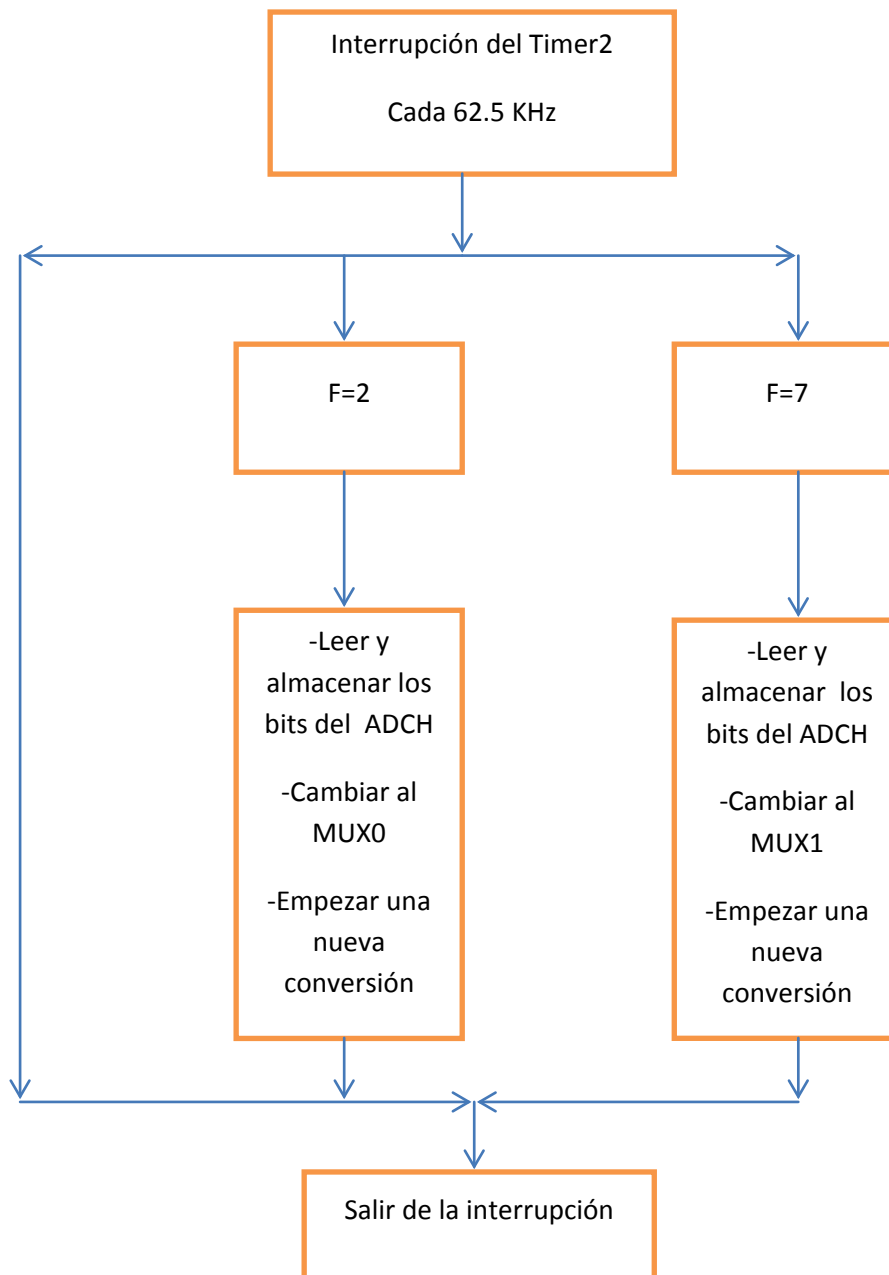 Interrupción del Timer2
Cada 62.5 KHz
F=2
F=7
-Leer y
almacenar los
bits del ADCH
-Cambiar al
MUX0
-Empezar una
nueva
conversión
-Leer y
almacenar los
bits del ADCH
-Cambiar al
MUX1
-Empezar una
nueva
conversión
Salir de la interrupción